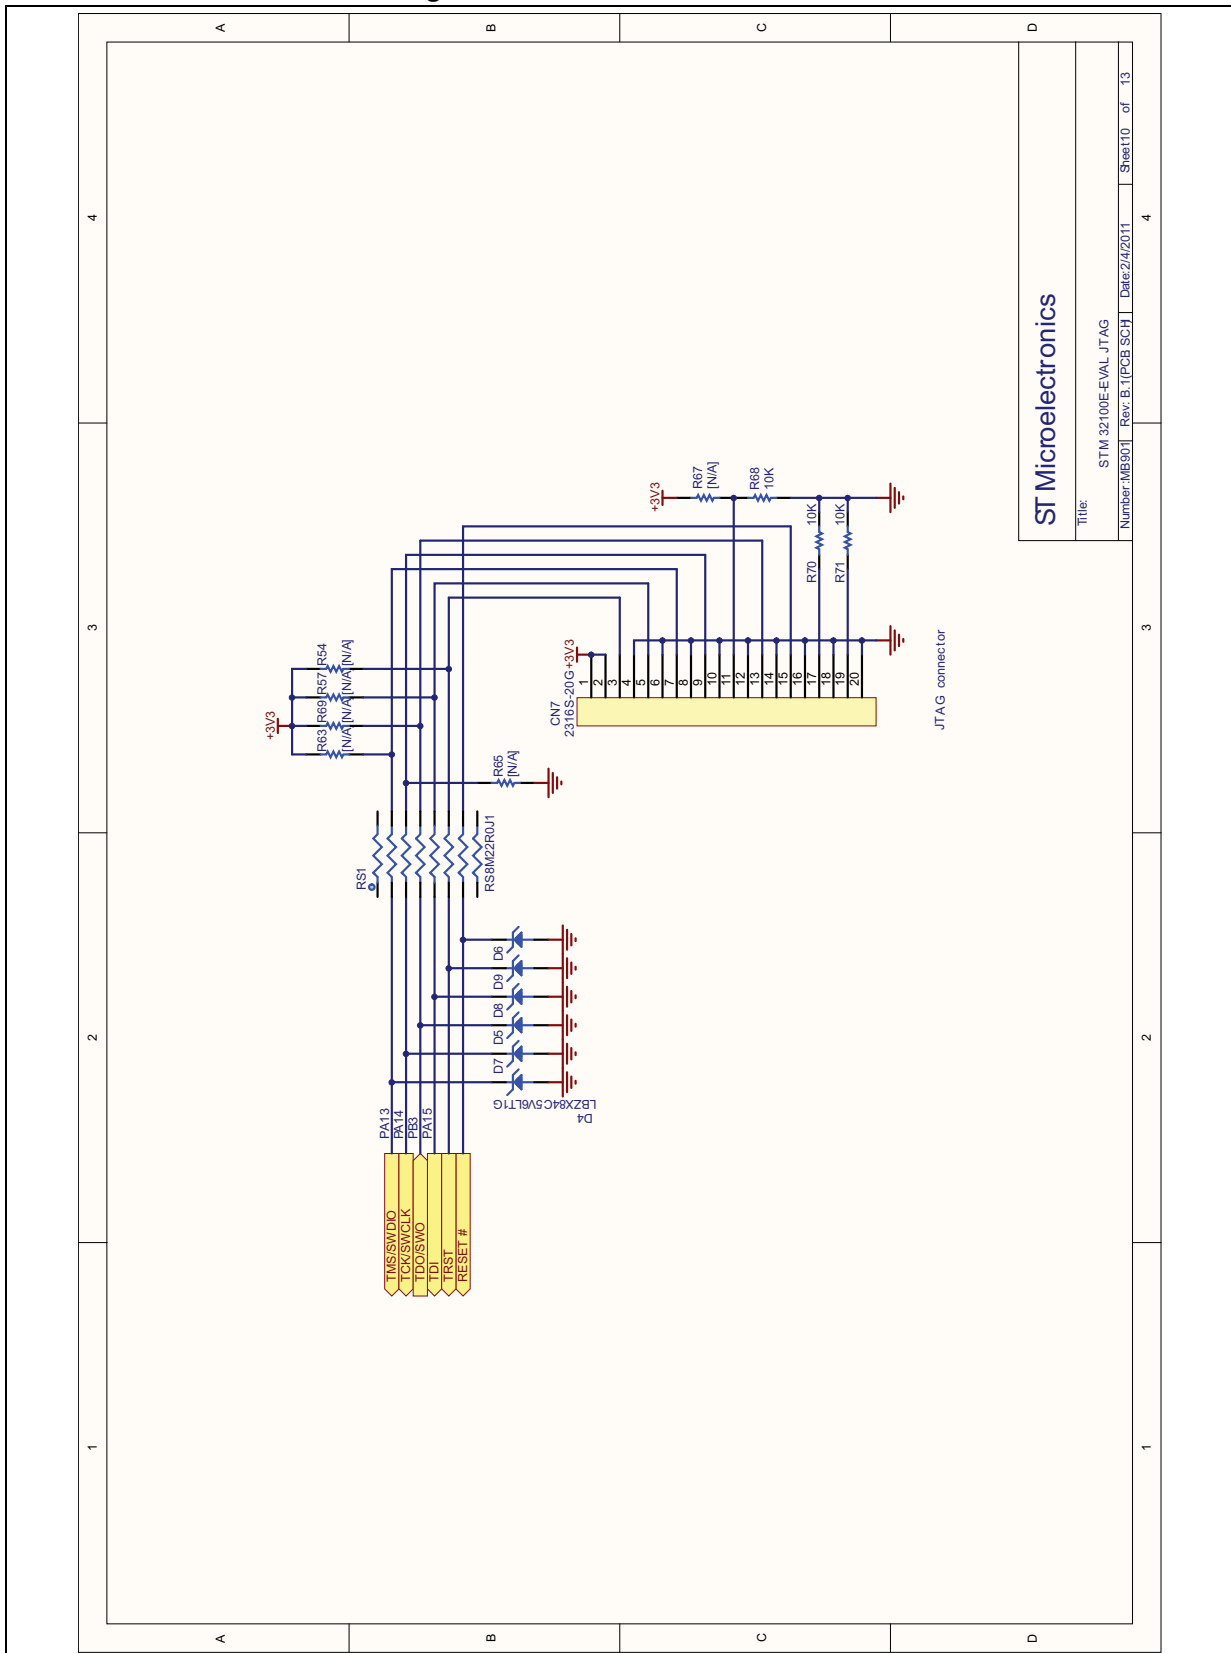 A
B
C
D
4
3
2
1
4
3
2
1
A
B
C
D
ST Microelectronics
Title:
STM 32100E-EVAL JTAG
Number:MB901
Rev: B.1(PCB SCH)
Date:2/4/2011
Sheet10 of 13
+3V3
R67
[N/A]
R68
10K
R70
10K
R71
10K
+3V3
R63
[N/A]
R69
[N/A]
R57
[N/A]
R54
[N/A]
R65
[N/A]
RS1
RS8M22R0J1
CN7
2316S-20G
+3V3
1
2
3
4
5
6
7
8
9
10
11
12
13
14
15
16
17
18
19
20
JTAG connector
D6
D9
D8
D5
D7
D4
LBZX84C5V6LT1G
PA13
PA14
PB3
PA15
TMS/SWDIO
TCK/SWCLK
TDO/SWO
TDI
TRST
RESET #